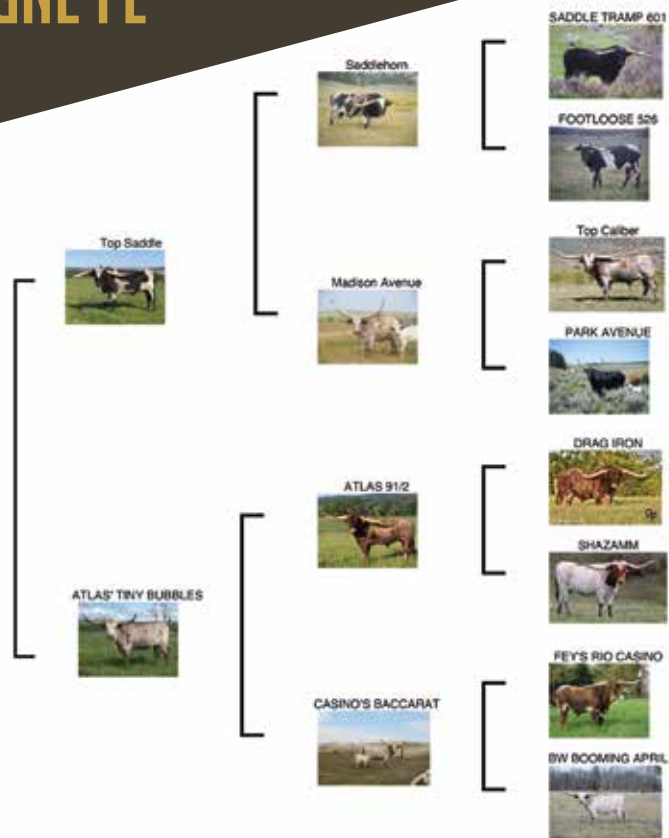 SADDLE TRAMP 601
Saddlehorn
FOOTLOOSE 526
Top Saddle
Top Caliber
Madison Avenue
PARK AVENUE
DRAG IRON
ATLAS 91/2
SHAZAMM
ATLAS' TINY BUBBLES
FEY'S RIO CASINO
CASINO'S BACCARAT
BW BOOMING APRIL